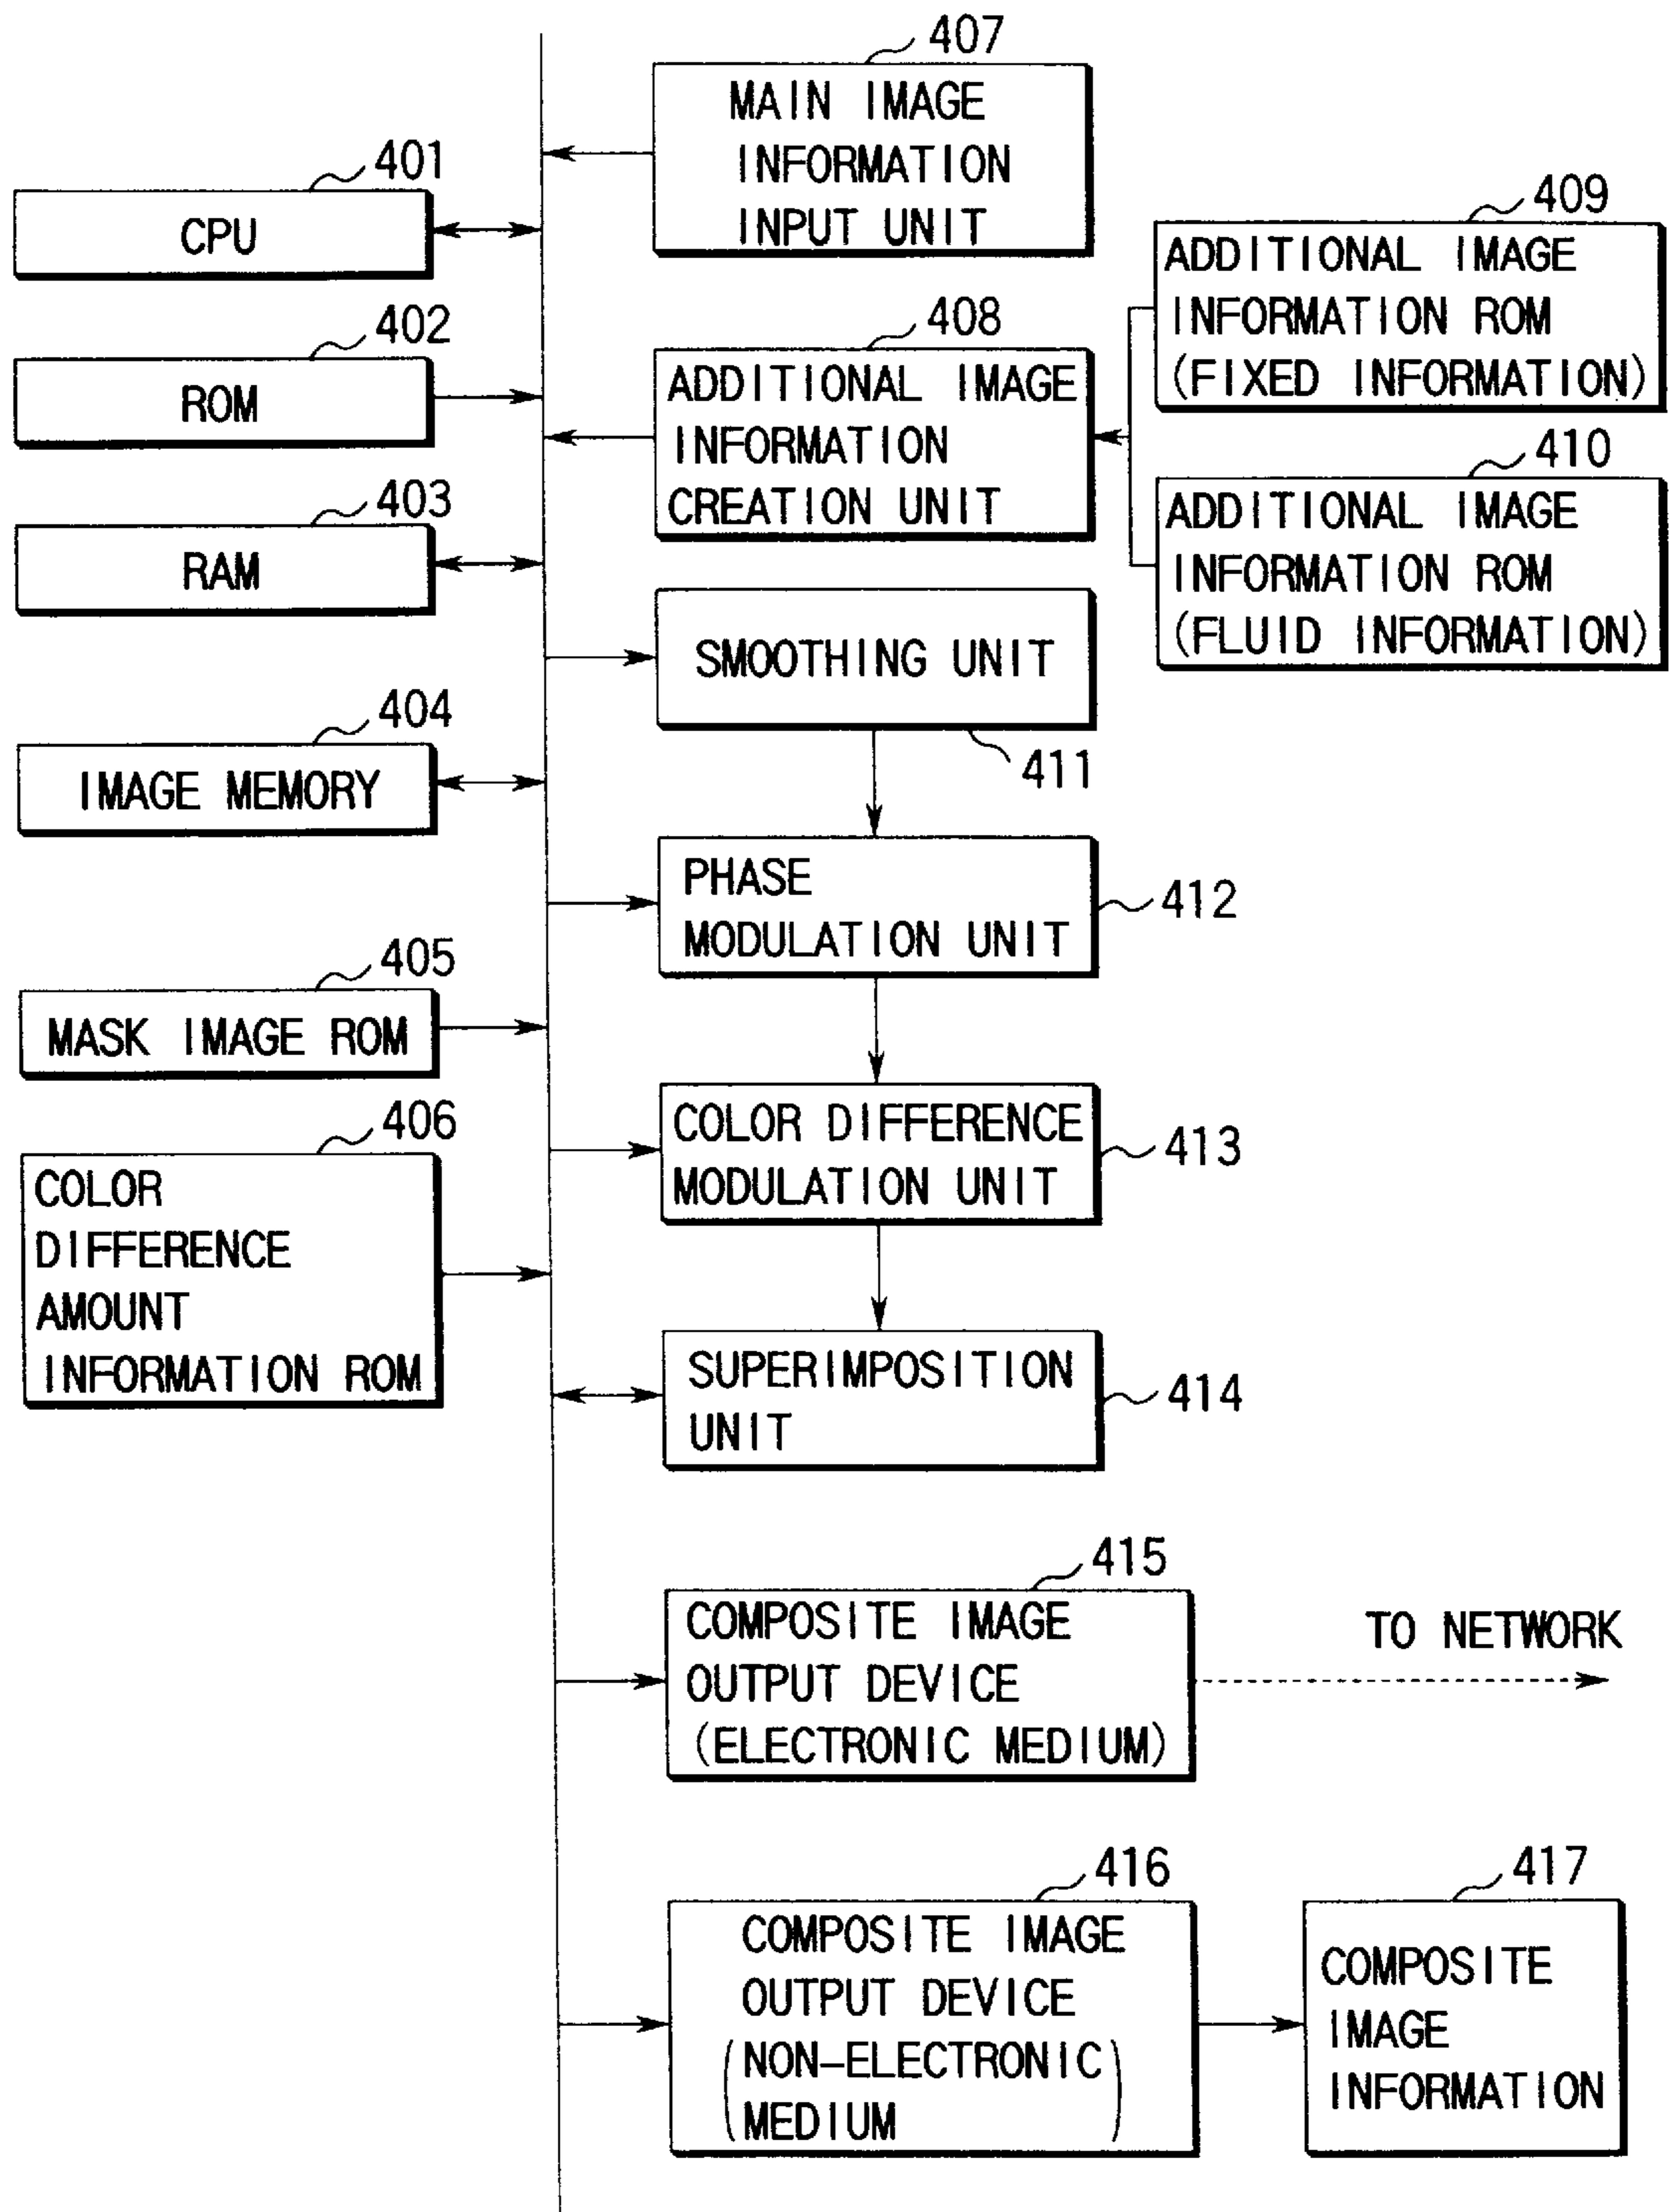 407
MAIN IMAGE
INFORMATION
INPUT UNIT
401
CPU
409
ADDITIONAL IMAGE
INFORMATION ROM
(FIXED INFORMATION)
402
ROM
408
ADDITIONAL IMAGE
INFORMATION
CREATION UNIT
410
ADDITIONAL IMAGE
INFORMATION ROM
(FLUID INFORMATION)
403
RAM
SMOOTHING UNIT
411
404
IMAGE MEMORY
PHASE
MODULATION UNIT
412
405
MASK IMAGE ROM
COLOR DIFFERENCE
MODULATION UNIT
413
406
COLOR
DIFFERENCE
AMOUNT
INFORMATION ROM
SUPERIMPOSITION
UNIT
414
415
COMPOSITE IMAGE
OUTPUT DEVICE
(ELECTRONIC MEDIUM)
TO NETWORK
416
COMPOSITE IMAGE
OUTPUT DEVICE
(NON-ELECTRONIC
MEDIUM)
417
COMPOSITE
IMAGE
INFORMATION